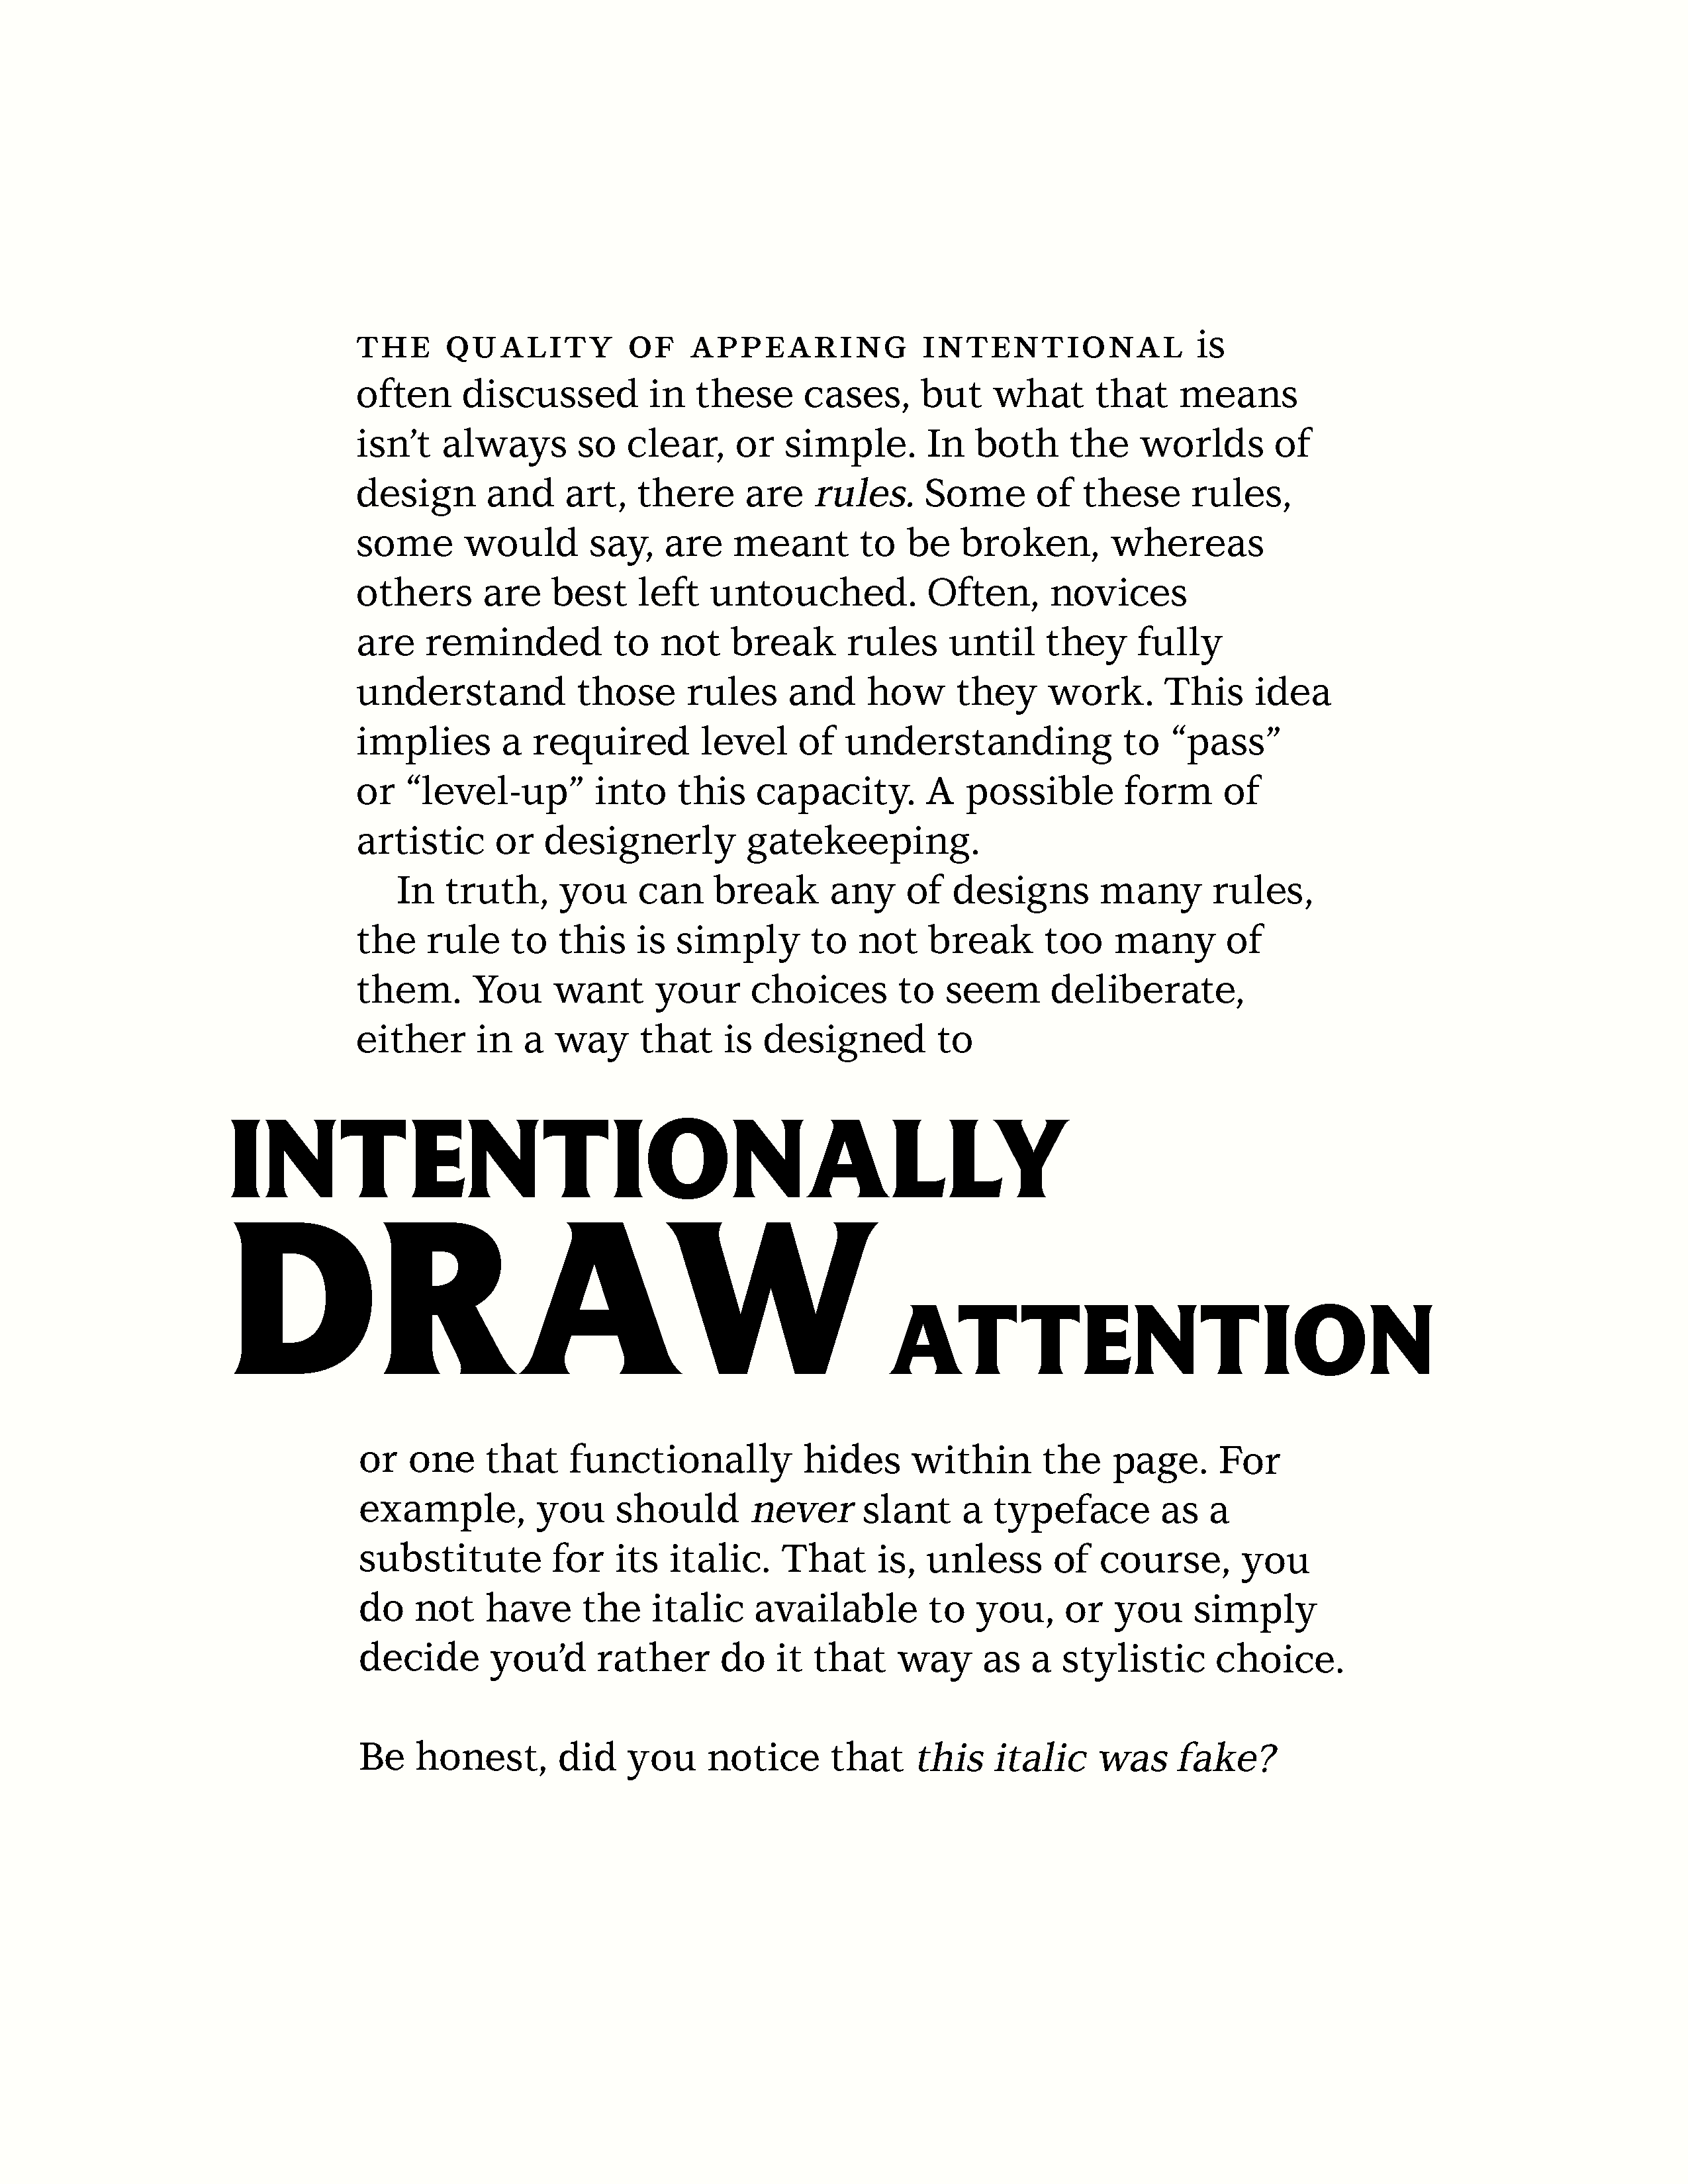 THE QUALITY OF APPEARING INTENTIONAL is
often discussed in these cases, but what that means
isn’t always so clear, or simple. In both the worlds of
design and art, there are rules. Some of these rules,
some would say, are meant to be broken, whereas
others are best left untouched. Often, novices
are reminded to not break rules until they fully
understand those rules and how they work. This idea
implies a required level of understanding to “pass”
or “level-up” into this capacity. A possible form of
artistic or designerly gatekeeping.
In truth, you can break any of designs many rules,
the rule to this is simply to not break too many of
them. You want your choices to seem deliberate,
either in a way that is designed to
INTENTIONALLY
DRAW ATTENTION
or one that functionally hides within the page. For
example, you should never slant a typeface as a
substitute for its italic. That is, unless of course, you
do not have the italic available to you, or you simply
decide you’d rather do it that way as a stylistic choice.
Be honest, did you notice that this italic was fake?